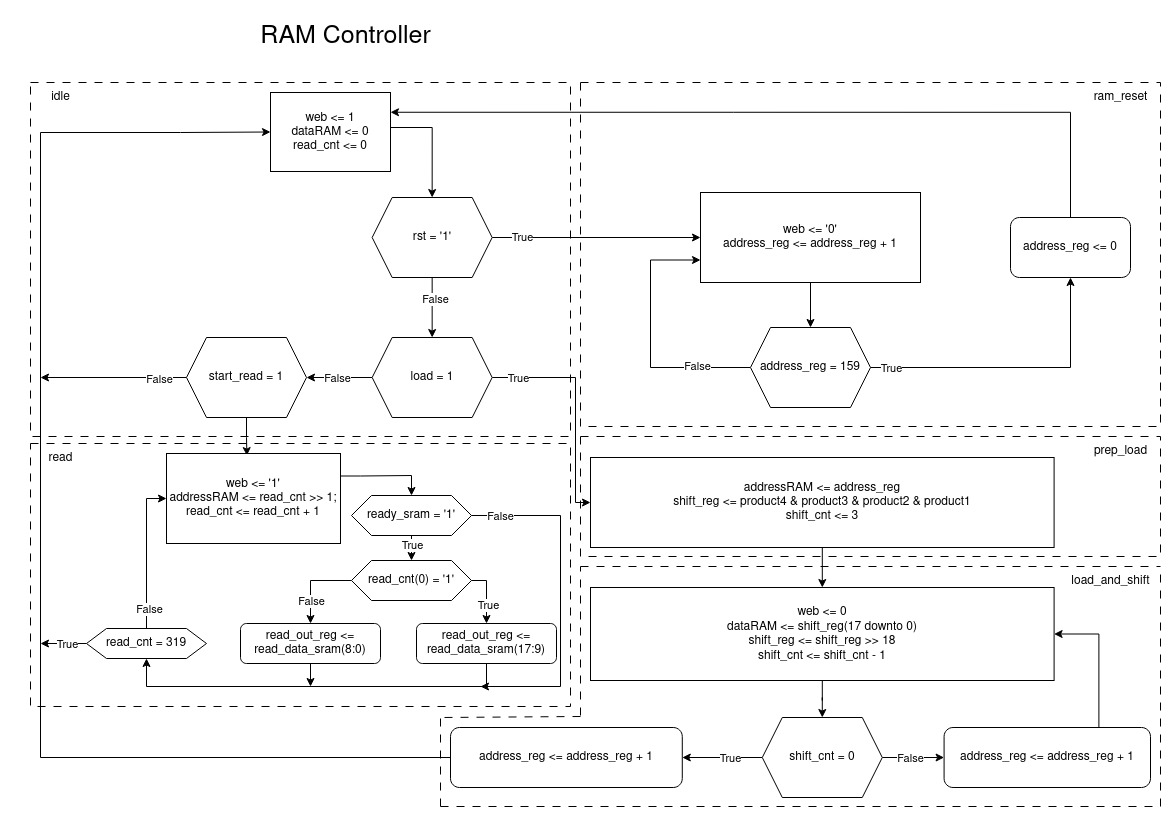 RAM Controller
idle
web <= 1
dataRAM <= 0
read_cnt <= 0
rst = '1'
True
False
load = 1
True
False
start_read = 1
False
ram_reset
web <= '0'
address_reg <= address_reg + 1
address_reg <= 0
address_reg = 159
False
True
read
web <= '1'
addressRAM <= read_cnt >> 1;
read_cnt <= read_cnt + 1
ready_sram = '1'
False
True
read_cnt(0) = '1'
False
True
read_out_reg <=
read_data_sram(8:0)
read_out_reg <=
read_data_sram(17:9)
False
read_cnt = 319
True
prep_load
addressRAM <= address_reg
shift_reg <= product4 & product3 & product2 & product1
shift_cnt <= 3
load_and_shift
web <= 0
dataRAM <= shift_reg(17 downto 0)
shift_reg <= shift_reg >> 18
shift_cnt <= shift_cnt - 1
shift_cnt = 0
True
False
address_reg <= address_reg + 1
address_reg <= address_reg + 1